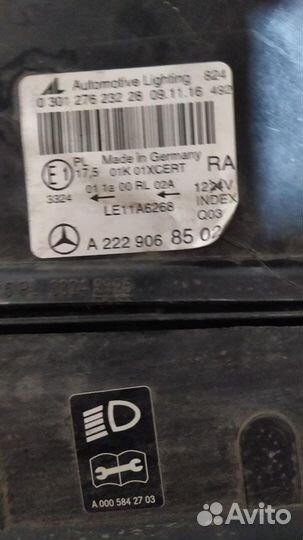 AL Automotive Lighting 824
0 301 276 232 28 09.11.16 492
E1 PL Made in Germany RA
17,5 01K 01XCERT
3324 01 1a 00 RL 02A 12
LE11A6268 INDEX
Q03
A 222 906 85 02
A 000 584 27 03
Avito